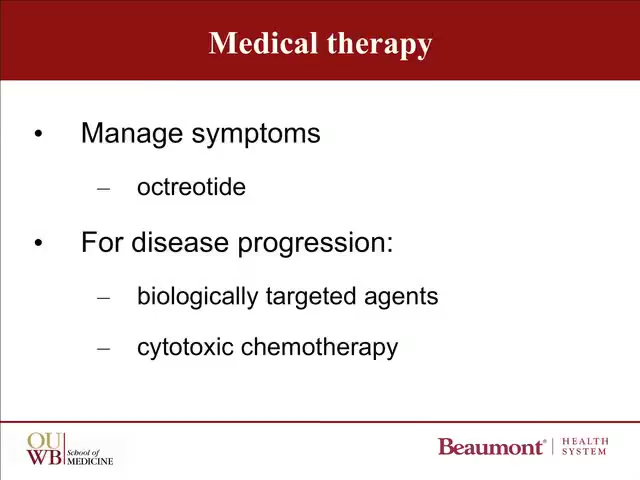 Medical therapy
• Manage symptoms
– octreotide
• For disease progression:
– biologically targeted agents
– cytotoxic chemotherapy
OU
WB School of
MEDICINE
Beaumont® | HEALTH
SYSTEM